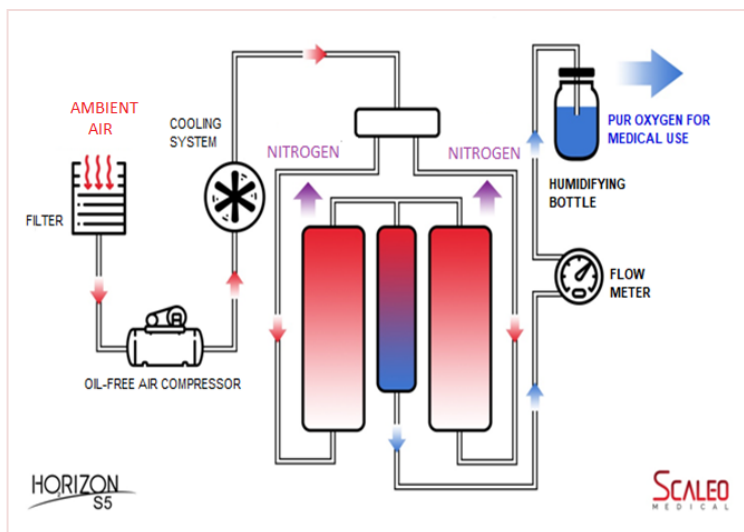 AMBIENT
AIR
FILTER
OIL-FREE AIR COMPRESSOR
COOLING
SYSTEM
NITROGEN
NITROGEN
PUR OXYGEN FOR
MEDICAL USE
HUMIDIFYING
BOTTLE
FLOW
METER
HO2RIZON
S5
SCALEO
MEDICAL